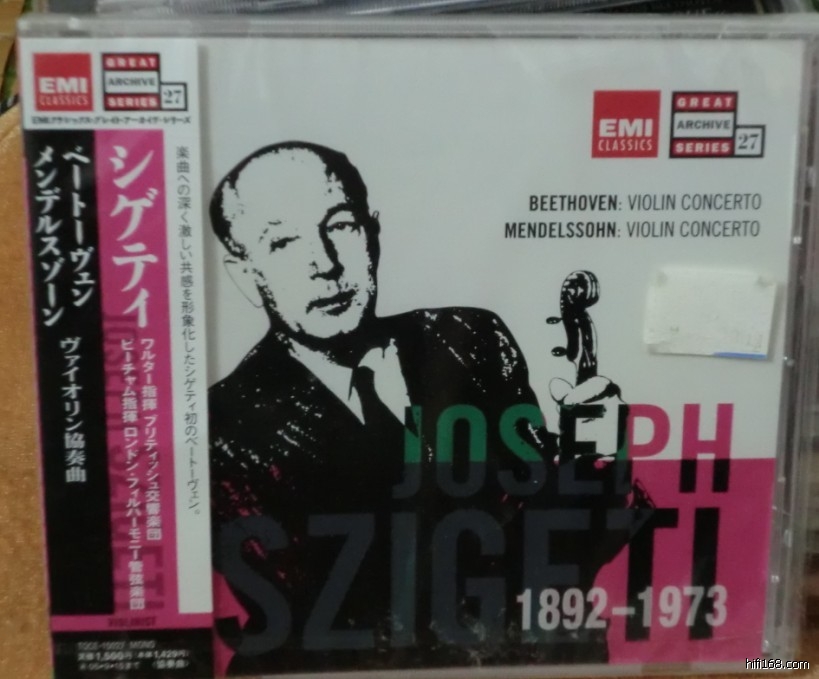 EMI
CLASSICS
GREAT
ARCHIVE
SERIES
27
EMIクラシックス・グレイト・アーカイヴ・シリーズ
シゲティ
ベートーヴェン
メンデルスゾーン
ヴァイオリン協奏曲
ワルター指揮 ブリティッシュ交響楽団
ビーチャム指揮 ロンドン・フィルハーモニー管弦楽団
楽曲への深く激しい共感を形象化したシゲティ初のベートーヴェン。
VIOLINIST
MONO
EMI
CLASSICS
GREAT
ARCHIVE
SERIES
27
BEETHOVEN: VIOLIN CONCERTO
MENDELSSOHN: VIOLIN CONCERTO
JOSEPH
SZIGETI
1892–1973
hifi168.com